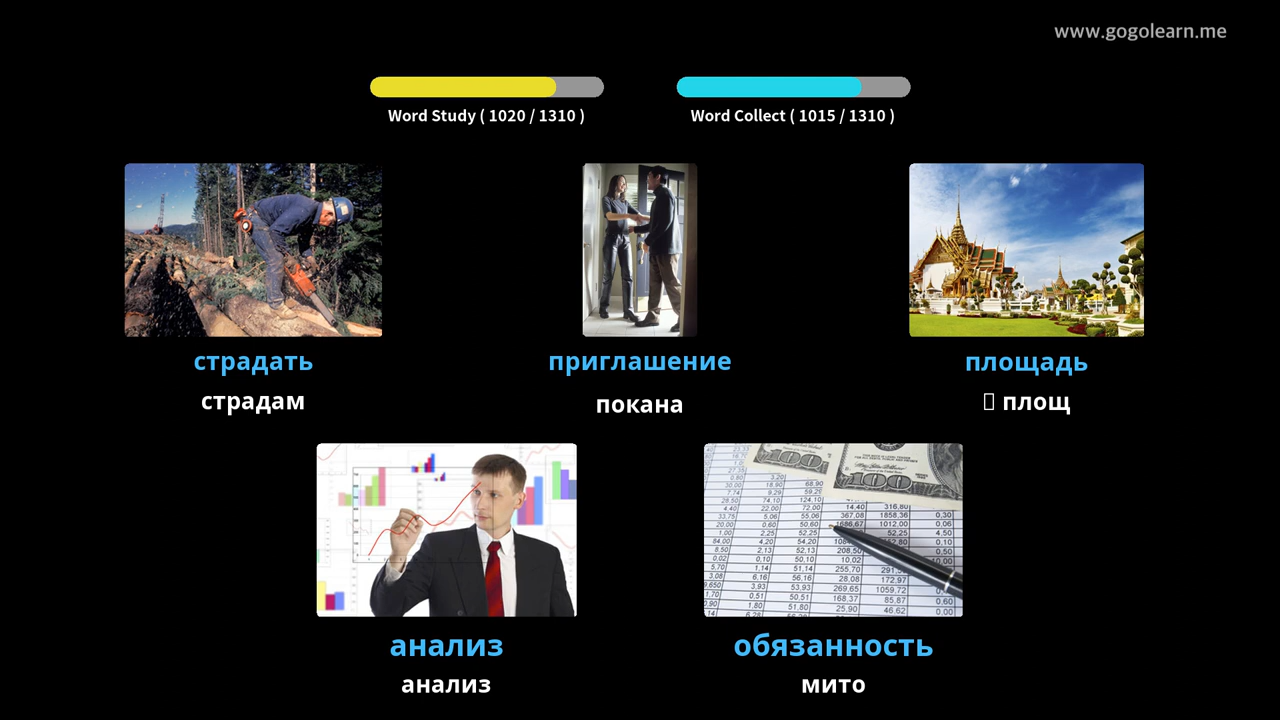 www.gogolearn.me
Word Study ( 1020 / 1310 )
Word Collect ( 1015 / 1310 )
страдать
приглашение
площадь
страдам
покана
площ
анализ
обязанность
анализ
мито